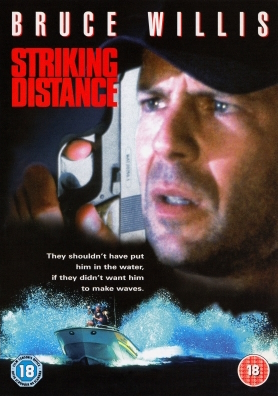 BRUCE WILLIS
STRIKING
DISTANCE
They shouldn't have put
him in the water,
if they didn't want him
to make waves.
18
18